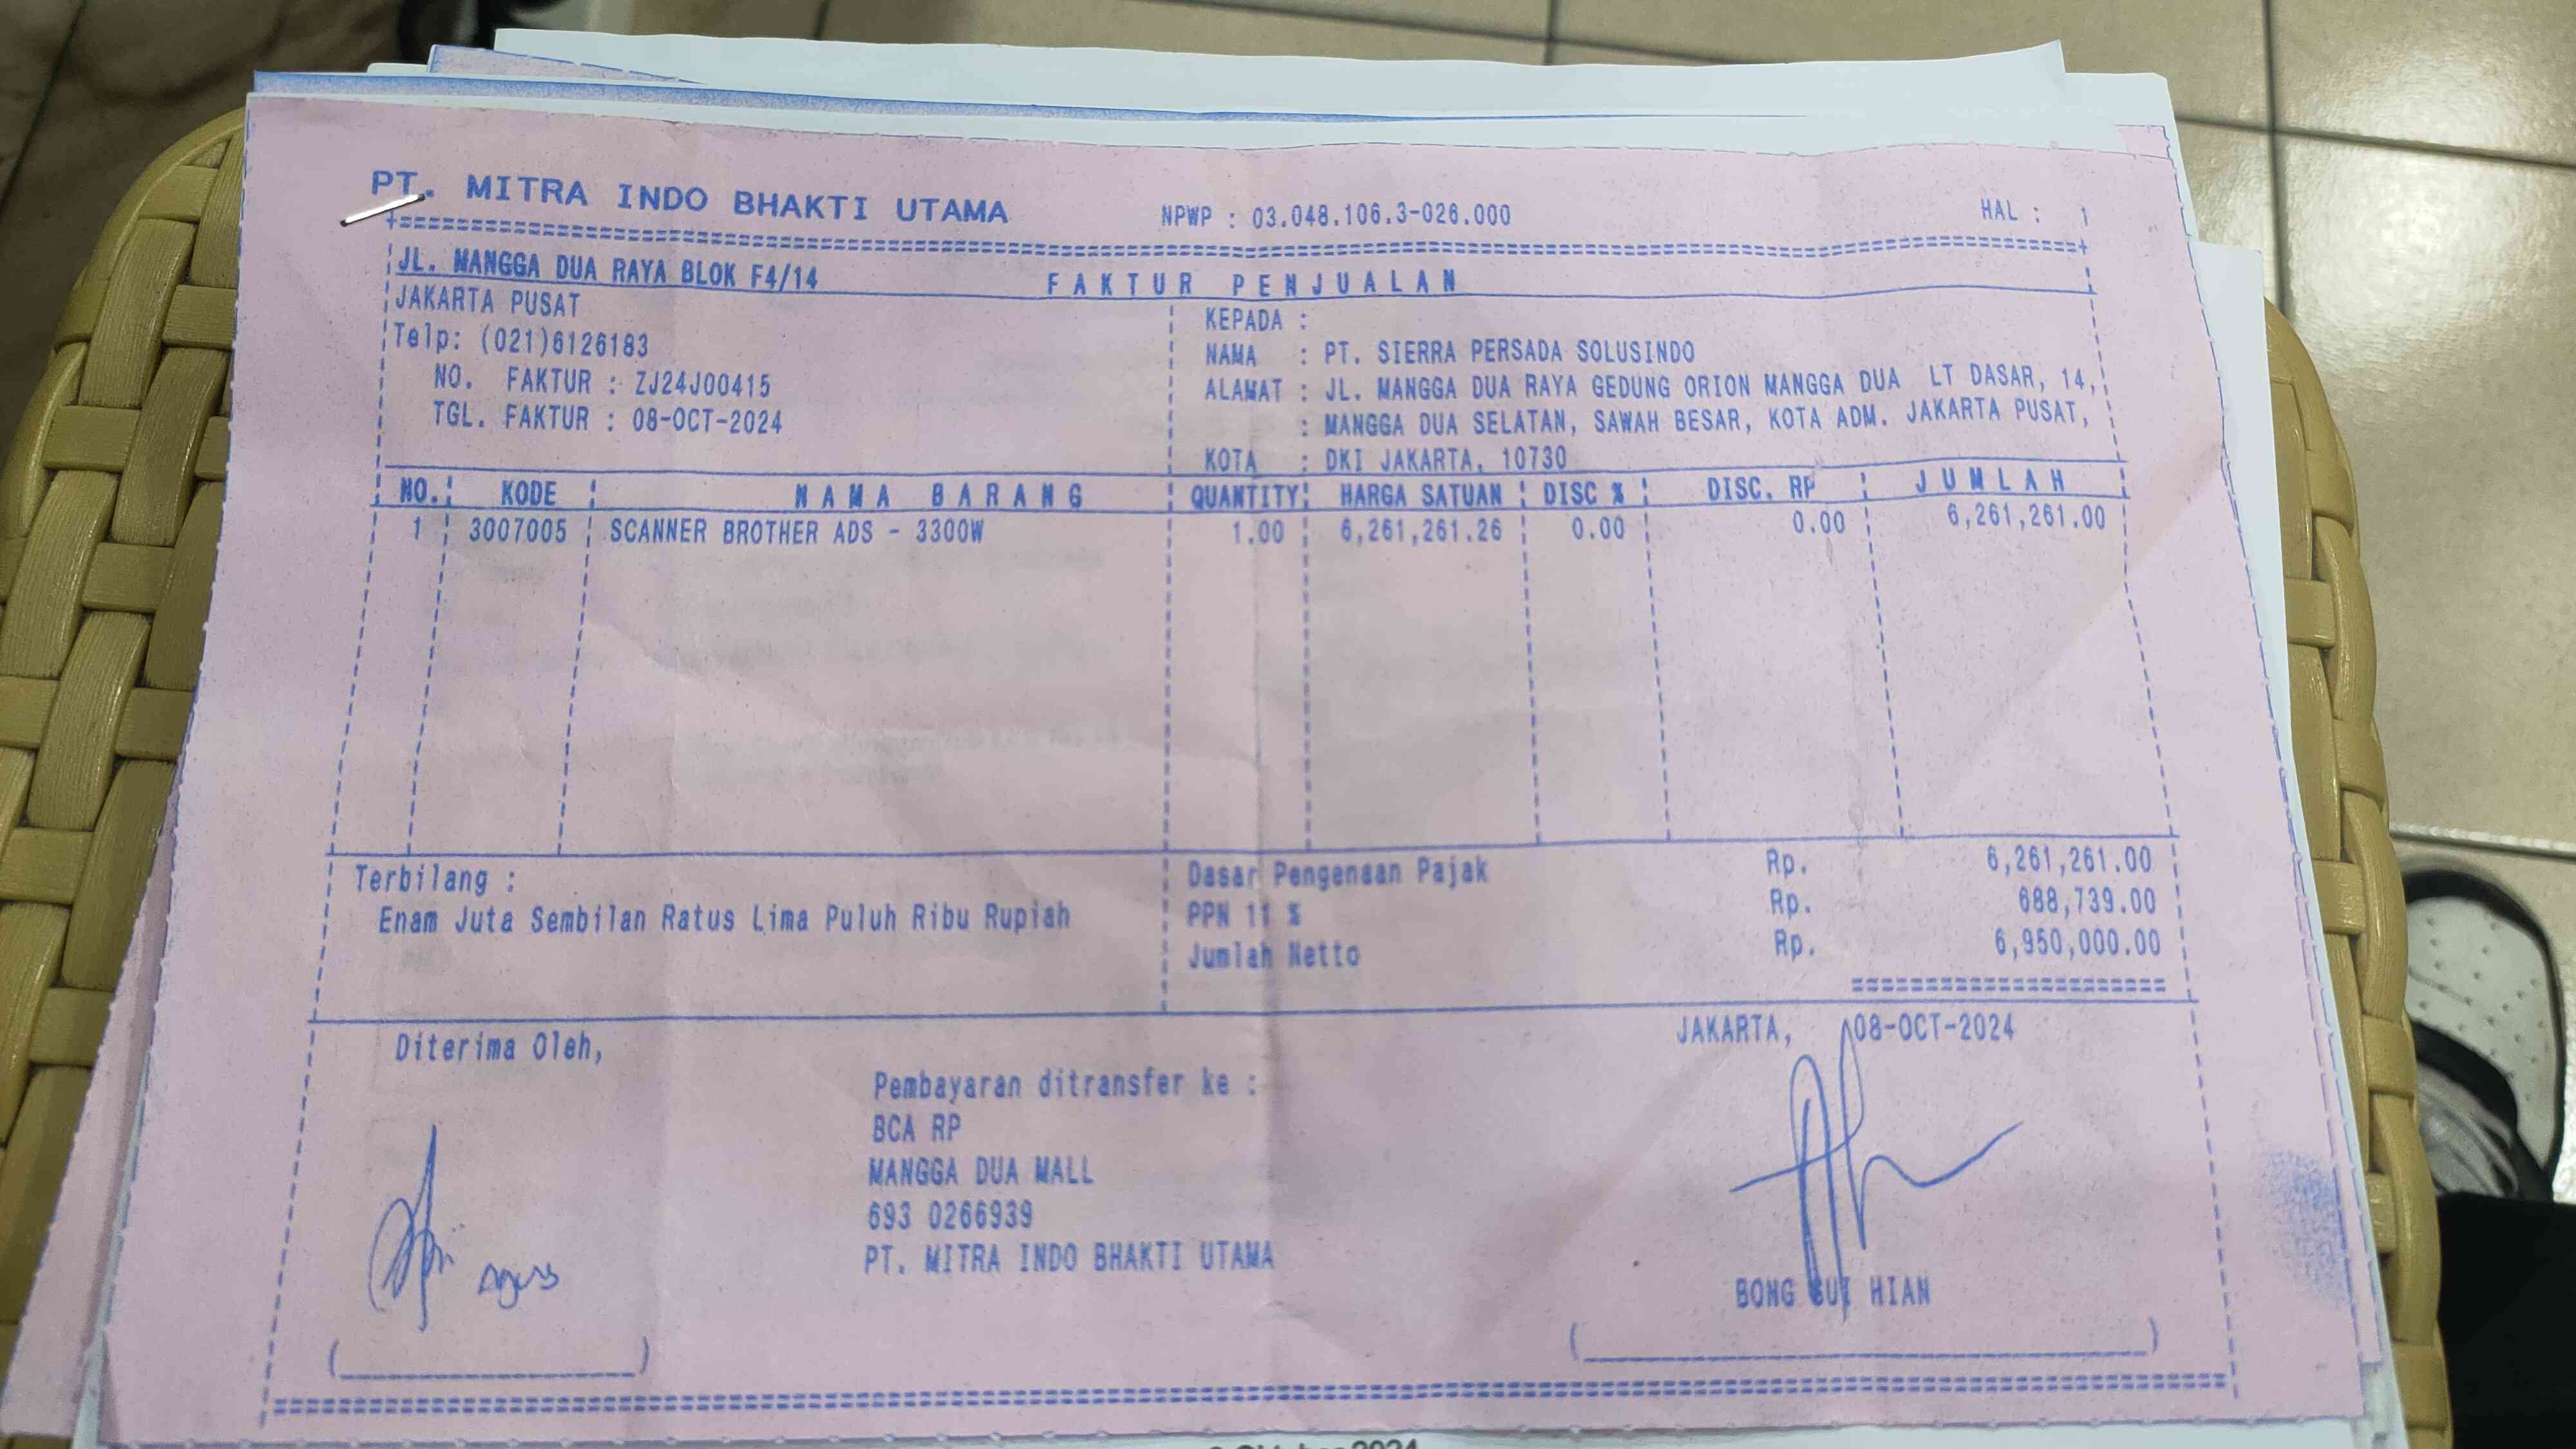 PT. MITRA INDO BHAKTI UTAMA NPWP : 03.048.106.3-026.000 HAL : 1
JL. MANGGA DUA RAYA BLOK F4/14
FAKTUR PENJUALAN
JAKARTA PUSAT
Telp: (021)6126183
NO. FAKTUR : ZJ24J00415
TGL. FAKTUR : 08-OCT-2024
KEPADA :
NAMA : PT. SIERRA PERSADA SOLUSINDO
ALAMAT : JL. MANGGA DUA RAYA GEDUNG ORION MANGGA DUA LT DASAR, 14,
: MANGGA DUA SELATAN, SAWAH BESAR, KOTA ADM. JAKARTA PUSAT,
KOTA : DKI JAKARTA, 10730
NO. KODE NAMA BARANG QUANTITY HARGA SATUAN DISC % DISC. RP JUMLAH
1 3007005 SCANNER BROTHER ADS - 3300W 1.00 6,261,261.26 0.00 0.00 6,261,261.00
Terbilang :
Enam Juta Sembilan Ratus Lima Puluh Ribu Rupiah
Dasar Pengenaan Pajak Rp. 6,261,261.00
PPN 11 % Rp. 688,739.00
Jumlah Netto Rp. 6,950,000.00
Diterima Oleh,
Agus
Pembayaran ditransfer ke :
BCA RP
MANGGA DUA MALL
693 0266939
PT. MITRA INDO BHAKTI UTAMA
JAKARTA, 08-OCT-2024
BONG SUI HIAN